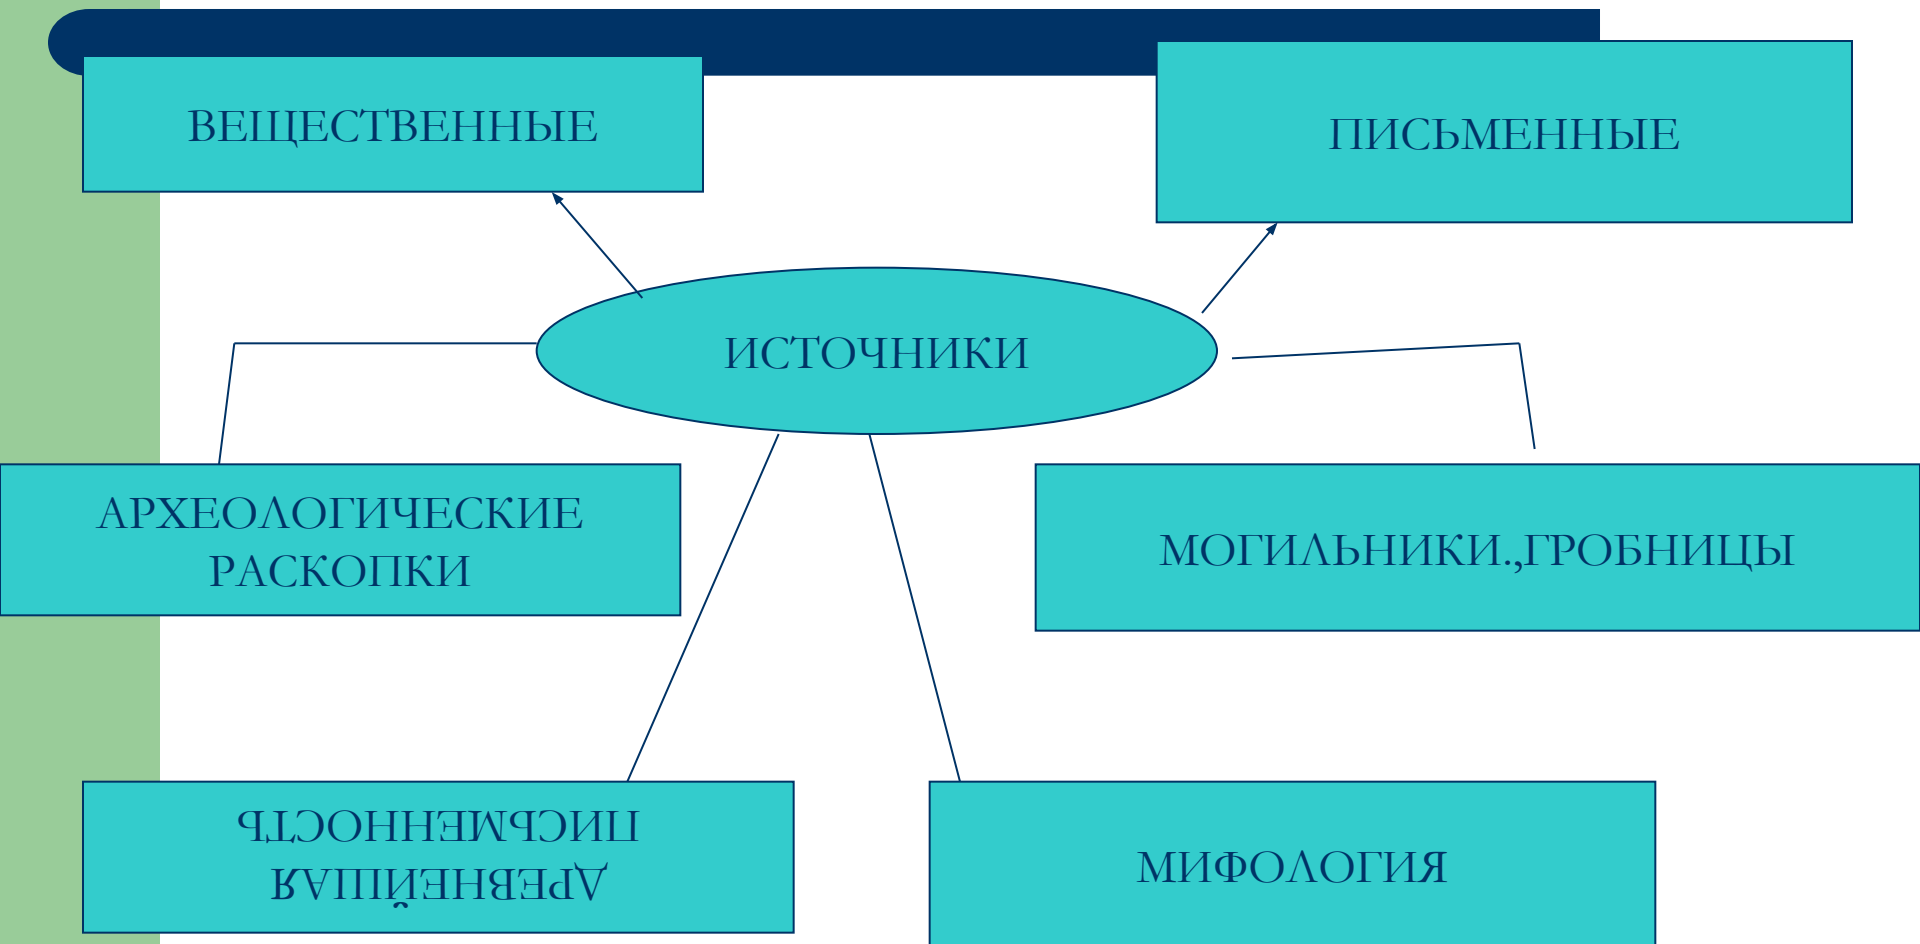 ВЕЩЕСТВЕННЫЕ
ПИСЬМЕННЫЕ
ИСТОЧНИКИ
АРХЕОЛОГИЧЕСКИЕ
РАСКОПКИ
МОГИЛЬНИКИ.,ГРОБНИЦЫ
ДРЕВНЕЙШАЯ
ПИСЬМЕННОСТЬ
МИФОЛОГИЯ